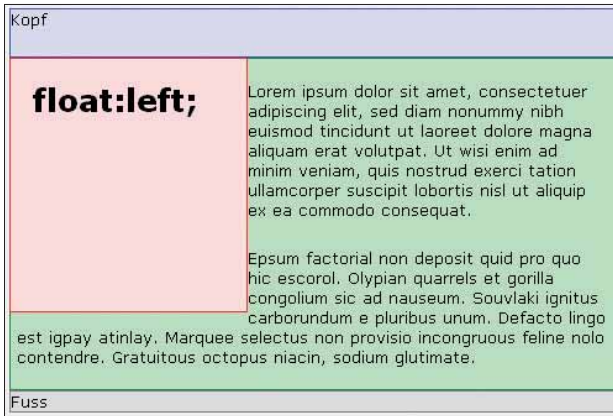 Kopf
float:left;
Lorem ipsum dolor sit amet, consectetuer
adipiscing elit, sed diam nonummy nibh
euismod tincidunt ut laoreet dolore magna
aliquam erat volutpat. Ut wisi enim ad
minim veniam, quis nostrud exerci tation
ullamcorper suscipit lobortis nisl ut aliquip
ex ea commodo consequat.
Epsum factorial non deposit quid pro quo
hic escorol. Olypian quarrels et gorilla
congolium sic ad nauseum. Souvlaki ignitus
carborundum e pluribus unum. Defacto lingo
est igpay atinlay. Marquee selectus non provisio incongruous feline nolo
contendre. Gratuitous octopus niacin, sodium glutimate.
Fuss